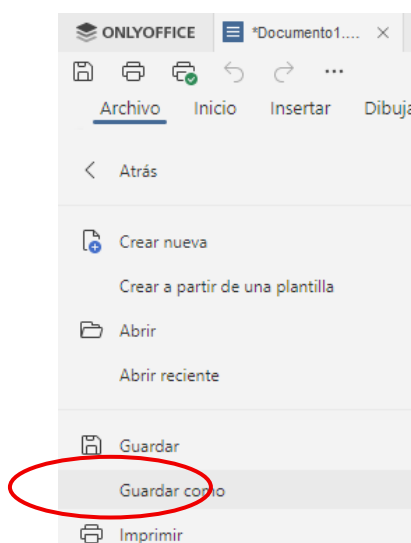 ONLYOFFICE *Documento1.... ×
...
Archivo Inicio Insertar Dibuja
Atrás
Crear nueva
Crear a partir de una plantilla
Abrir
Abrir reciente
Guardar
Guardar como
Imprimir